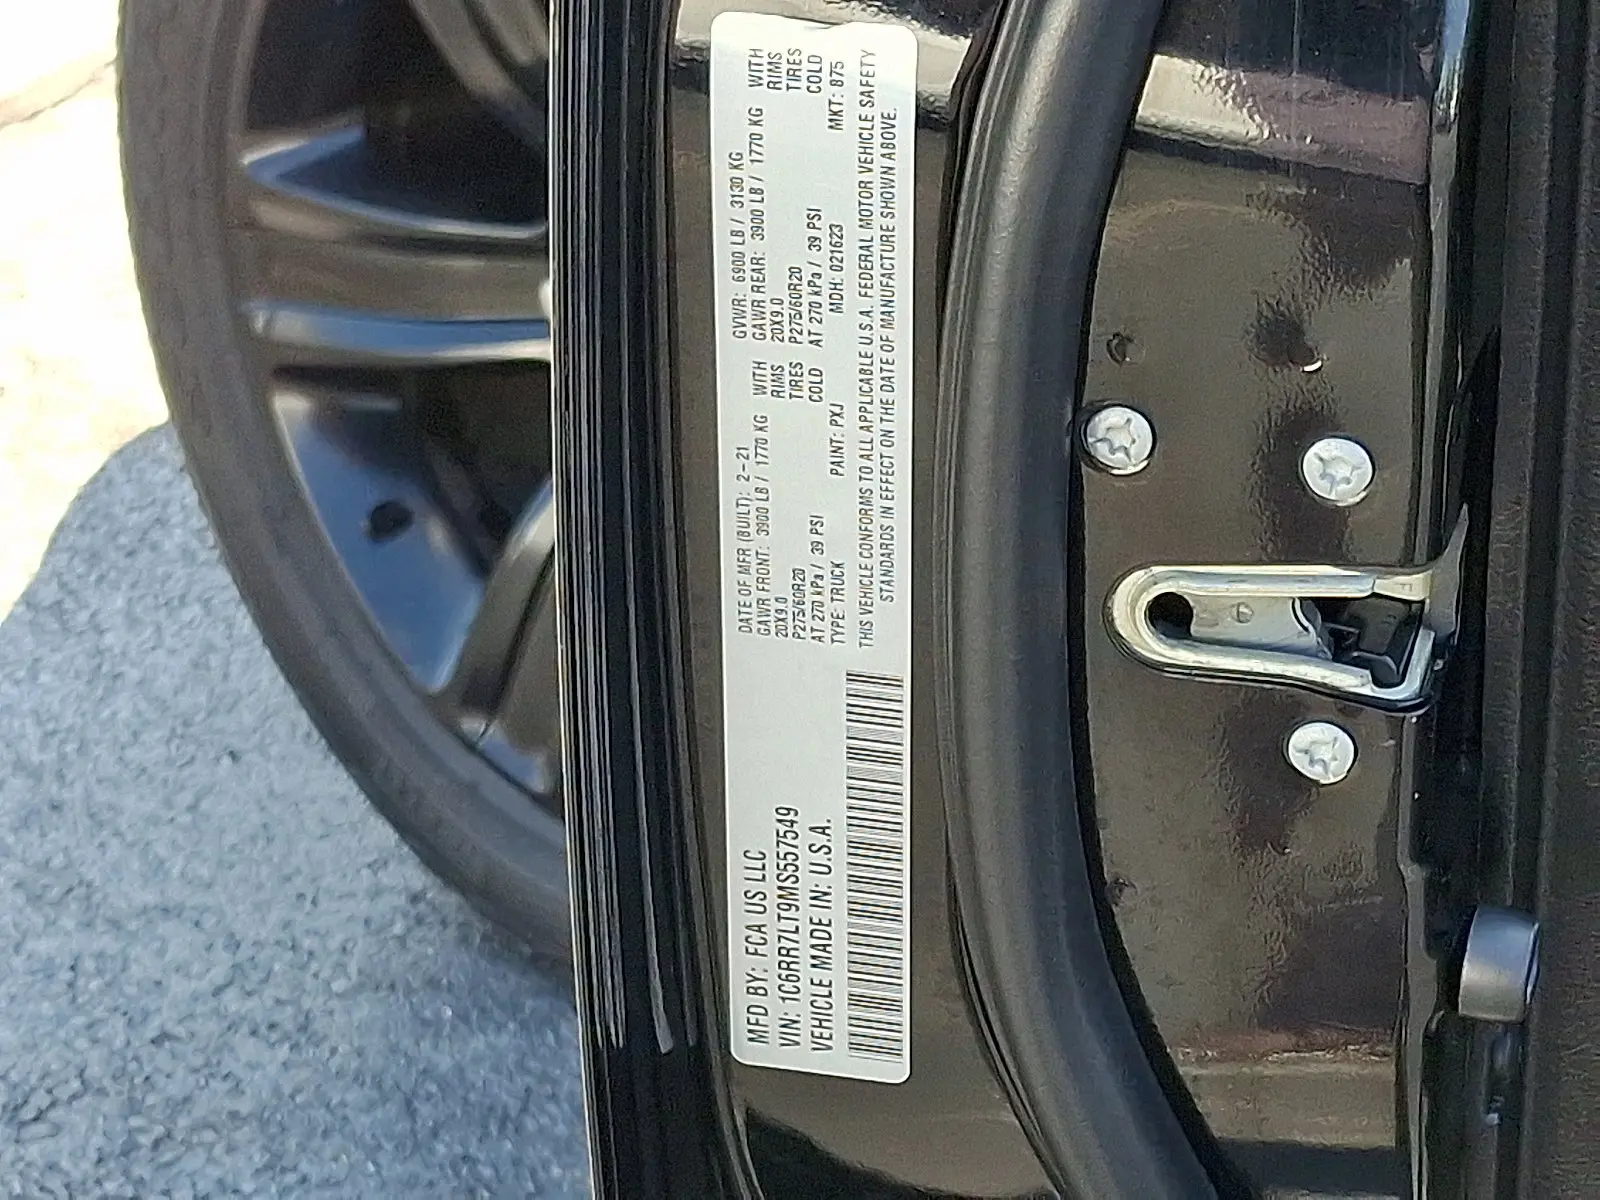 MFD BY: FCA US LLC
VIN: 1C6RR7LT9MS557549
VEHICLE MADE IN: U.S.A.
DATE OF MFR (BUILT): 2-21 GVWR: 6900 LB / 3130 KG
GAWR FRONT: 3900 LB / 1770 KG WITH GAWR REAR: 3900 LB / 1770 KG WITH
20X9.0 RIMS 20X9.0 RIMS
P275/60R20 TIRES P275/60R20 TIRES
AT 270 kPa / 39 PSI COLD AT 270 kPa / 39 PSI COLD
TYPE: TRUCK PAINT: PXJ MDH: 021623 MKT: 875
THIS VEHICLE CONFORMS TO ALL APPLICABLE U.S.A. FEDERAL MOTOR VEHICLE SAFETY
STANDARDS IN EFFECT ON THE DATE OF MANUFACTURE SHOWN ABOVE.
F